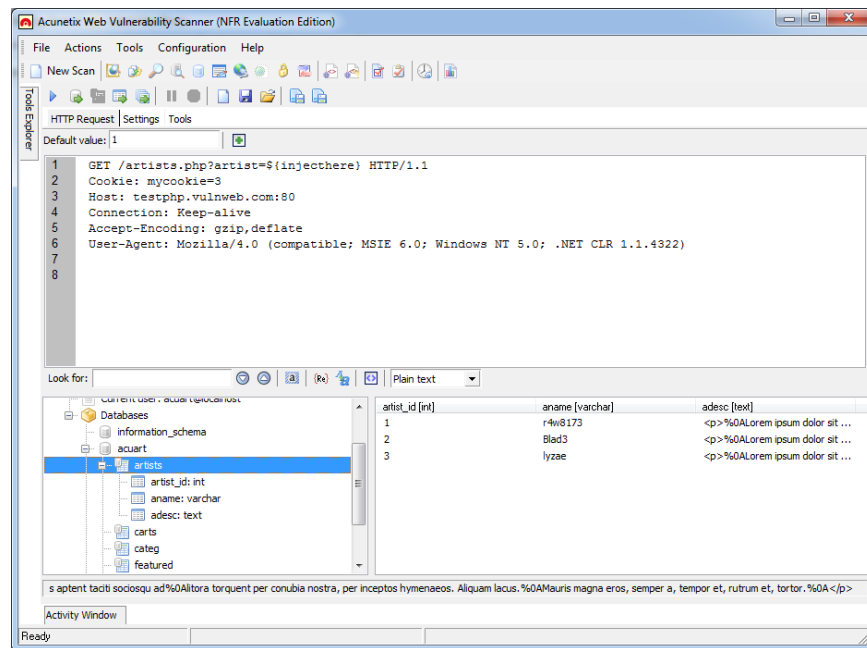 Acunetix Web Vulnerability Scanner (NFR Evaluation Edition)
File Actions Tools Configuration Help
New Scan
Tools Explorer
HTTP Request Settings Tools
Default value: 1
1 GET /artists.php?artist=${injecthere} HTTP/1.1
2 Cookie: mycookie=3
3 Host: testphp.vulnweb.com:80
4 Connection: Keep-alive
5 Accept-Encoding: gzip,deflate
6 User-Agent: Mozilla/4.0 (compatible; MSIE 6.0; Windows NT 5.0; .NET CLR 1.1.4322)
7
8
Look for: Plain text
Current user: acuart@localhost
Databases
information_schema
acuart
artists
artist_id: int
aname: varchar
adesc: text
carts
categ
featured
artist_id [int] aname [varchar] adesc [text]
1 r4w8173 <p>%0ALorem ipsum dolor sit ...
2 Blad3 <p>%0ALorem ipsum dolor sit ...
3 lyzae <p>%0ALorem ipsum dolor sit ...
s aptent taciti sociosqu ad%0Alitora torquent per conubia nostra, per inceptos hymenaeos. Aliquam lacus.%0AMauris magna eros, semper a, tempor et, rutrum et, tortor.%0A</p>
Activity Window
Ready